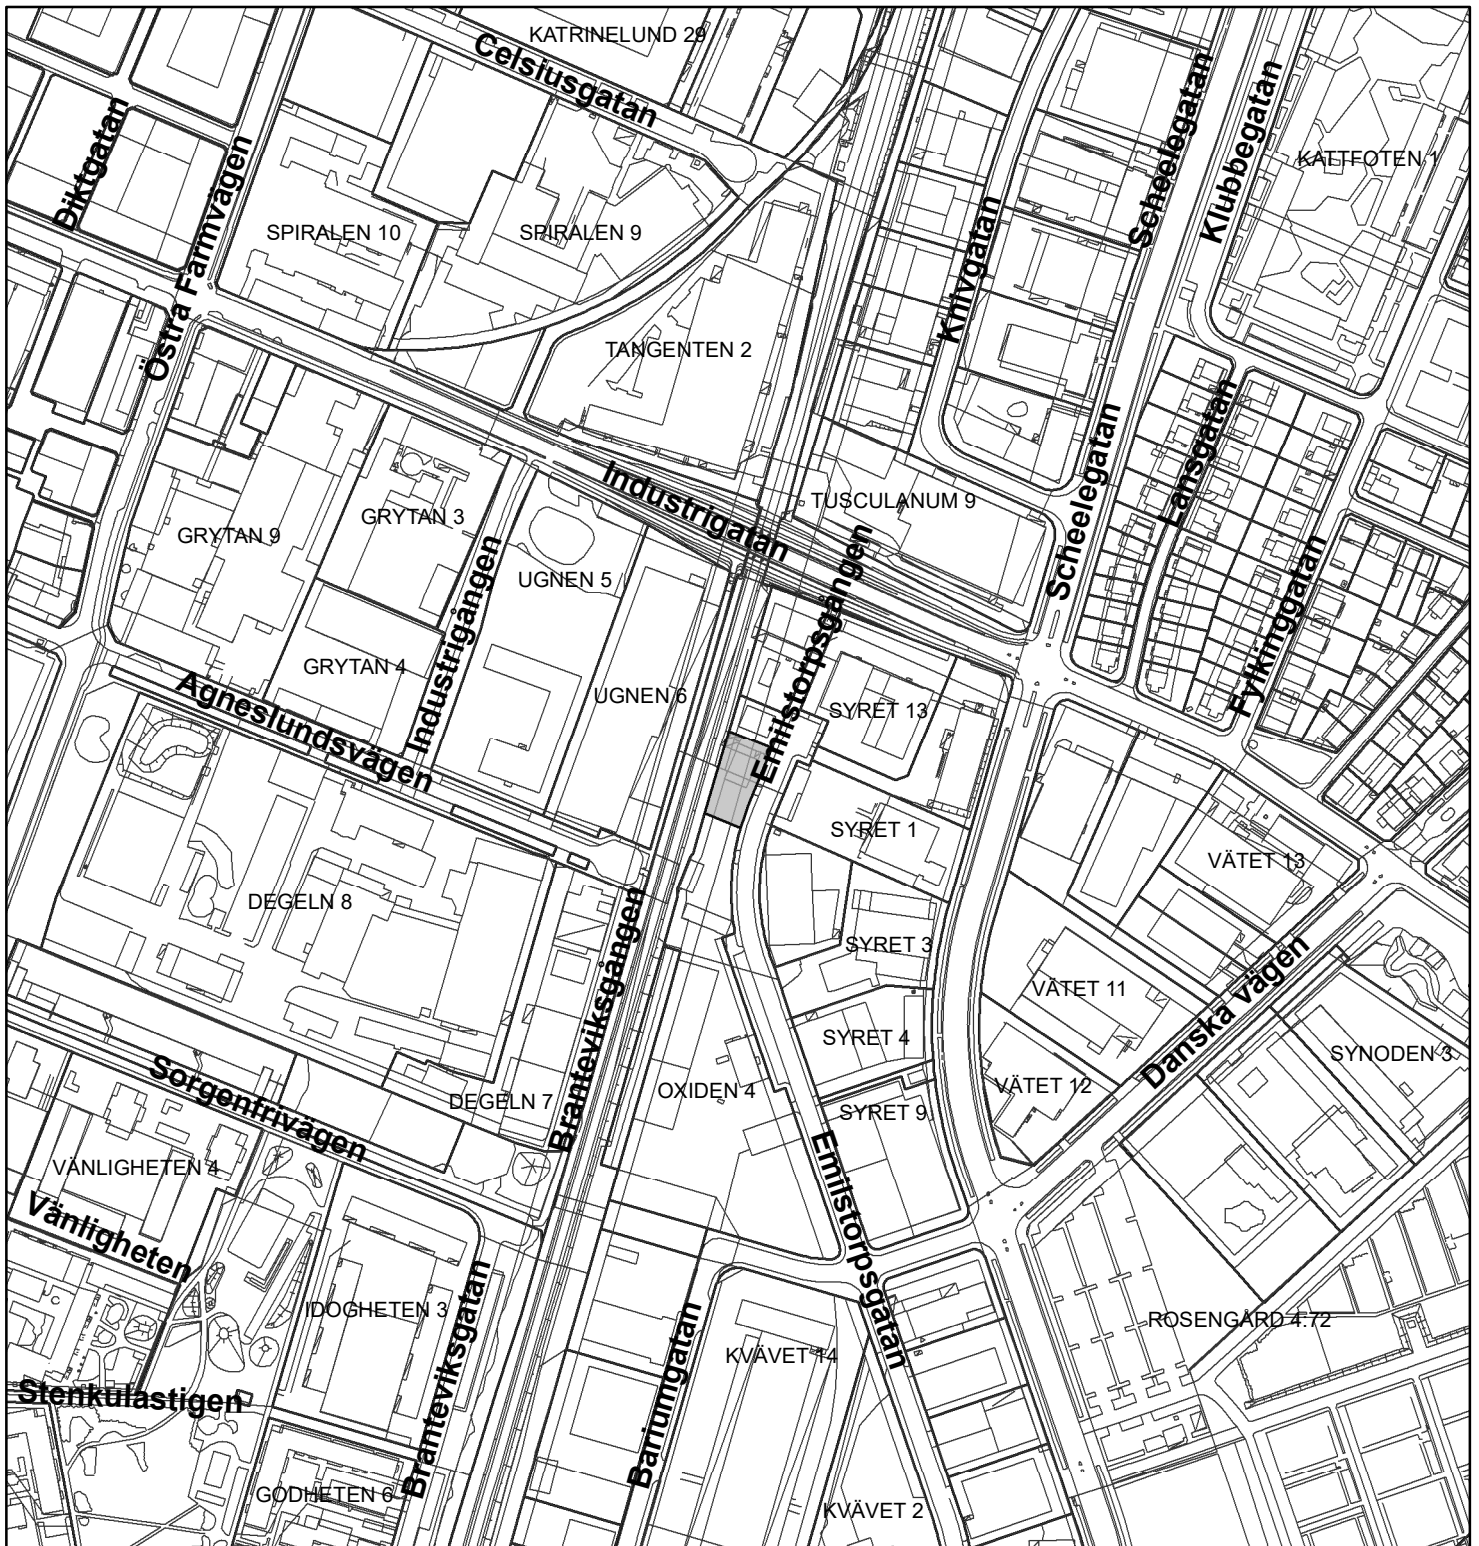 KATRINELUND 29
Celsiusgatan
Diktgatan
Östra Farmvägen
Scheelegatan
Klubbegatan
KATTFOTEN 1
SPIRALEN 10
SPIRALEN 9
Knivgatan
TANGENTEN 2
Lansgatan
Scheelegatan
Industrigatan
TUSCULANUM 9
GRYTAN 3
GRYTAN 9
UGNEN 5
Industrigången
Emilstorpsgången
Fylkinggatan
GRYTAN 4
UGNEN 6
Agneslundsvägen
SYRET 13
SYRET 1
VÄTET 13
DEGELN 8
SYRET 3
Branteviksgången
VÄTET 11
Danska vägen
SYRET 4
SYNODEN 3
Sorgenfrivägen
DEGELN 7
OXIDEN 4
VÄTET 12
SYRET 9
VÄNLIGHETEN 4
Vänligheten
Emilstorpsgatan
IDOGHETEN 3
Branteviksgatan
ROSENGÅRD 4:72
KVÄVET 14
Bariumgatan
Stenkulastigen
GODHETEN 6
KVÄVET 2